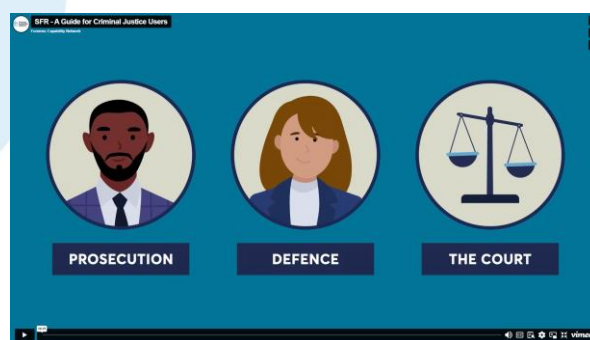 SFR - A Guide for Criminal Justice Users
Forensic Capability Network
PROSECUTION
DEFENCE
THE COURT
vimeo